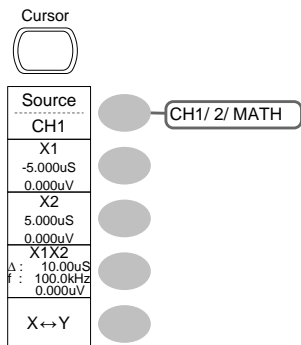 Cursor
Source
CH1
CH1/ 2/ MATH
X1
-5.000uS
0.000uV
X2
5.000uS
0.000uV
X1X2
Δ : 10.00uS
f : 100.0kHz
0.000uV
X↔Y